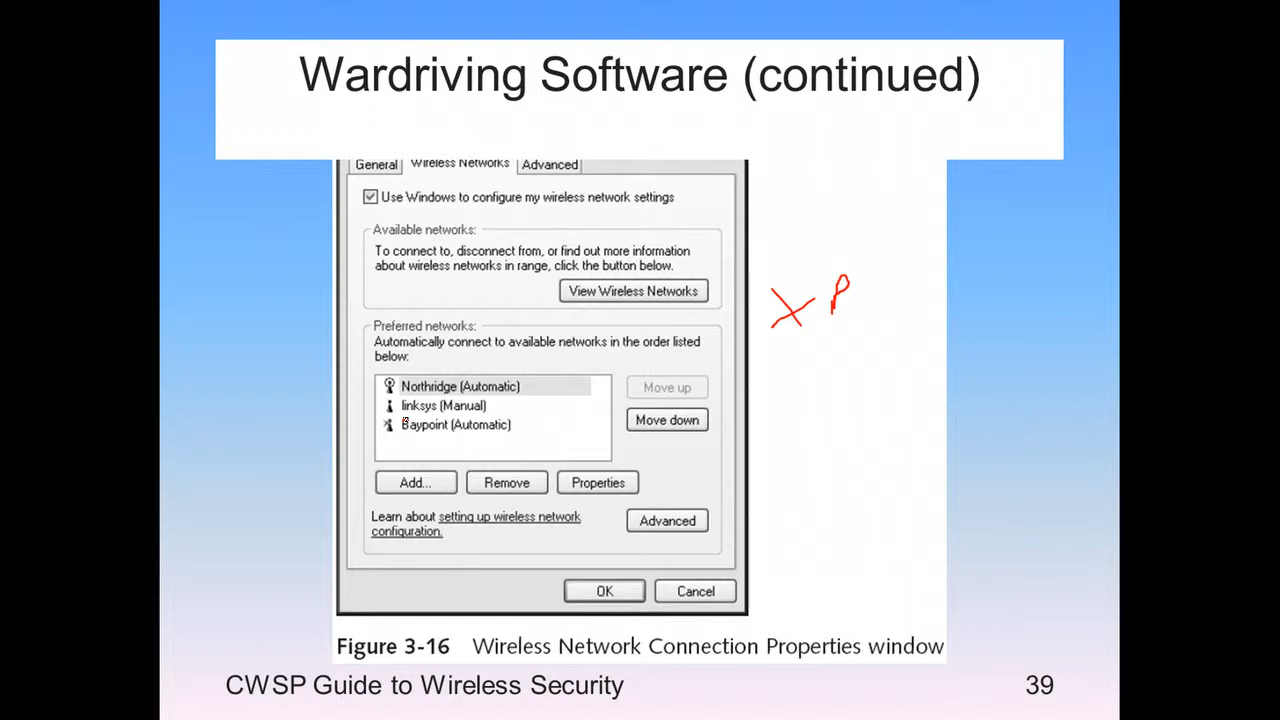 Wardriving Software (continued)
General Wireless Networks Advanced
Use Windows to configure my wireless network settings
Available networks:
To connect to, disconnect from, or find out more information
about wireless networks in range, click the button below.
View Wireless Networks
X P
Preferred networks:
Automatically connect to available networks in the order listed
below:
Northridge (Automatic)
linksys (Manual)
Baypoint (Automatic)
Move up
Move down
Add... Remove Properties
Learn about setting up wireless network
configuration.
Advanced
OK Cancel
Figure 3-16 Wireless Network Connection Properties window
CWSP Guide to Wireless Security 39